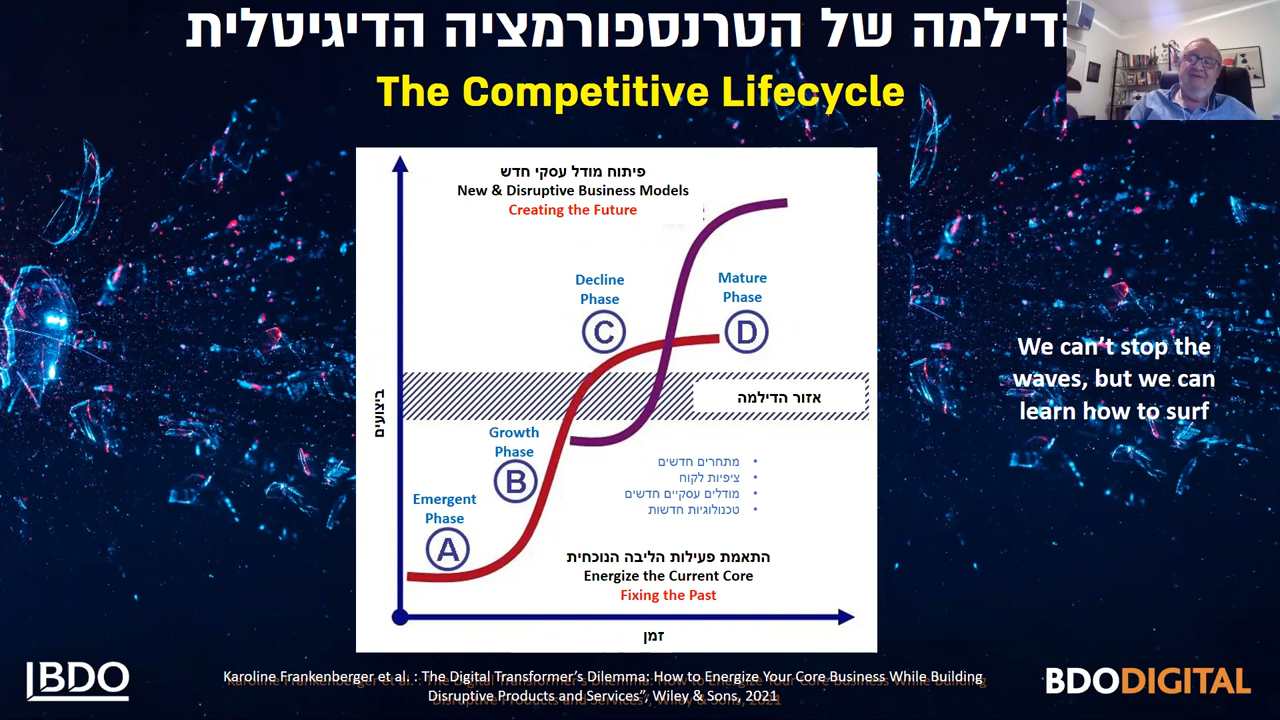 הדילמה של הטרנספורמציה הדיגיטלית
The Competitive Lifecycle
פיתוח מודל עסקי חדש
New & Disruptive Business Models
Creating the Future
Decline
Phase
C
Mature
Phase
D
We can't stop the
waves, but we can
learn how to surf
אזור הדילמה
ביצועים
Growth
Phase
B
מתחרים חדשים
ציפיות לקוח
מודלים עסקיים חדשים
טכנולוגיות חדשות
Emergent
Phase
A
התאמת פעילות הליבה הנוכחית
Energize the Current Core
Fixing the Past
זמן
BDO
Karoline Frankenberger et al. : The Digital Transformer's Dilemma: How to Energize Your Core Business While Building
Disruptive Products and Services", Wiley & Sons, 2021
BDODIGITAL